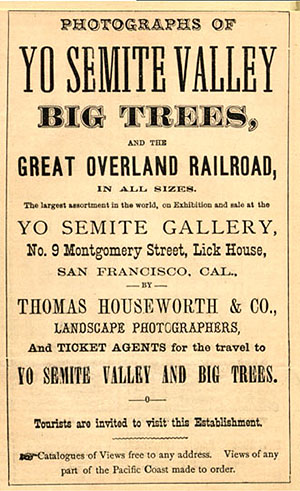 PHOTOGRAPHS OF
YO SEMITE VALLEY
BIG TREES,
AND THE
GREAT OVERLAND RAILROAD,
IN ALL SIZES.
The largest assortment in the world, on Exhibition and sale at the
YO SEMITE GALLERY,
No. 9 Montgomery Street, Lick House,
SAN FRANCISCO, CAL.,
—BY—
THOMAS HOUSEWORTH & CO.,
LANDSCAPE PHOTOGRAPHERS,
And TICKET AGENTS for the travel to
YO SEMITE VALLEY AND BIG TREES.
—o—
Tourists are invited to visit this Establishment.
☞Catalogues of Views free to any address. Views of any
part of the Pacific Coast made to order.